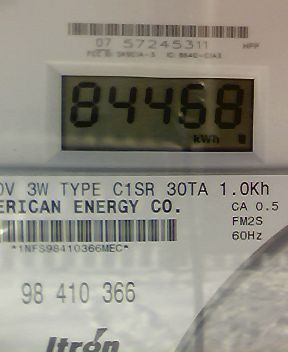 07 57245311 HPP
84468
kWh
0V 3W TYPE C1SR 30TA 1.0Kh
ERICAN ENERGY CO. CA 0.5
FM2S
60Hz
*1NFS98410366MEC*
98 410 366
Itron